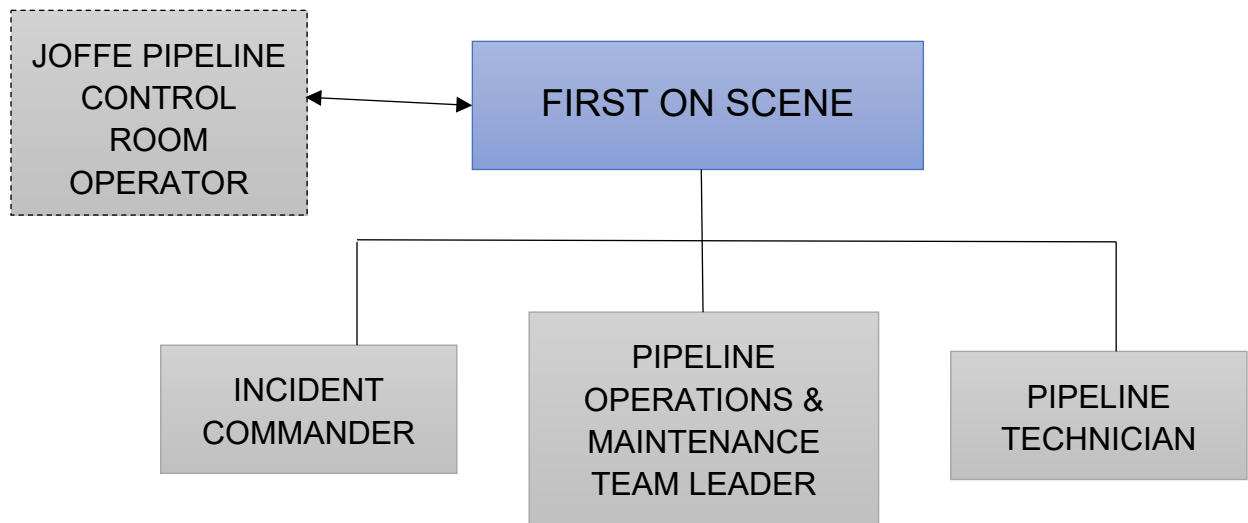 JOFFE PIPELINE
CONTROL
ROOM
OPERATOR
FIRST ON SCENE
INCIDENT
COMMANDER
PIPELINE
OPERATIONS &
MAINTENANCE
TEAM LEADER
PIPELINE
TECHNICIAN